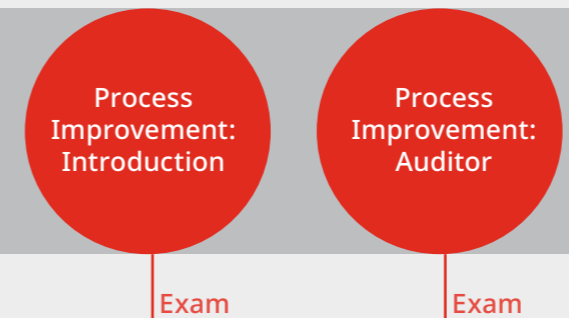 Process
Improvement:
Introduction
Process
Improvement:
Auditor
Exam
Exam